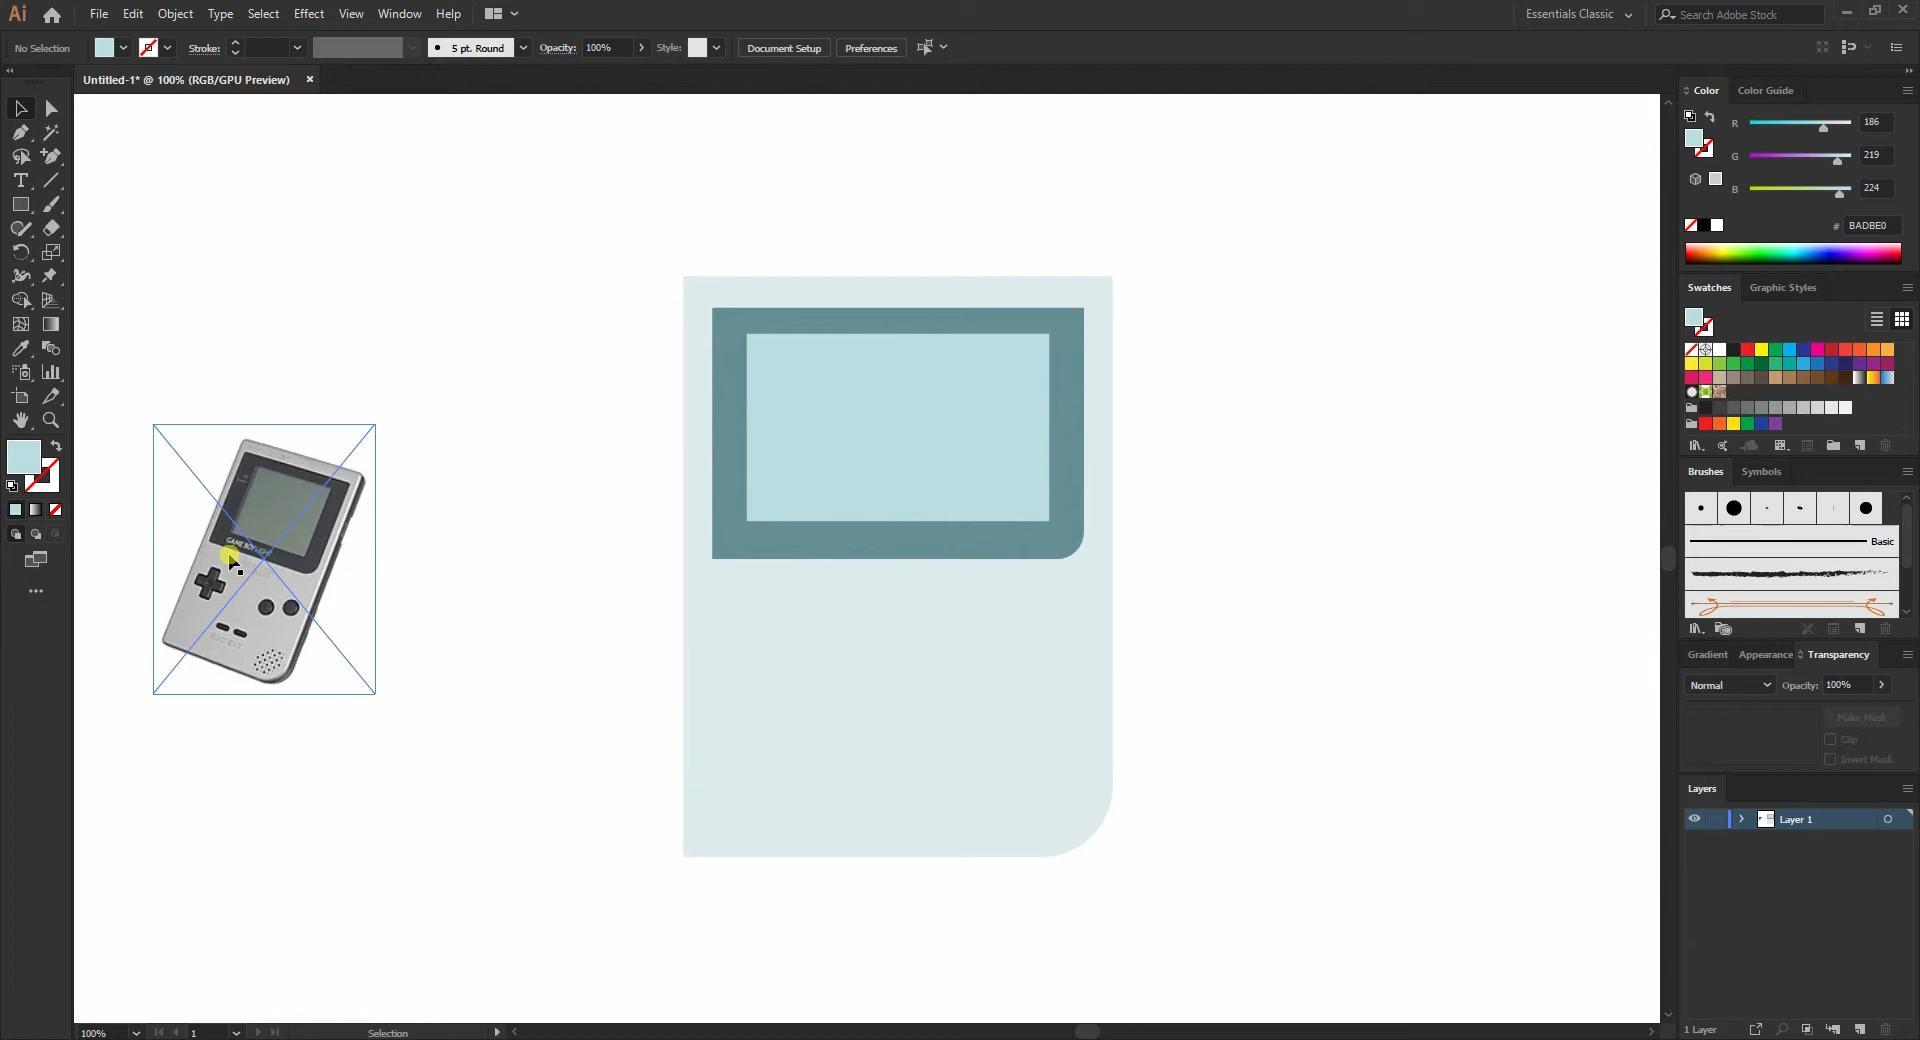 Ai File Edit Object Type Select Effect View Window Help Essentials Classic Search Adobe Stock
No Selection Stroke: 5 pt. Round Opacity: 100% Style: Document Setup Preferences
Untitled-1* @ 100% (RGB/GPU Preview)
Color Color Guide
R 186
G 219
B 224
# BADBE0
Swatches Graphic Styles
Brushes Symbols
Basic
GAME BOY LIGHT
Gradient Appearance Transparency
Normal Opacity: 100%
Make Mask
Clip
Invert Mask
Layers
Layer 1
100% 1 Selection 1 Layer